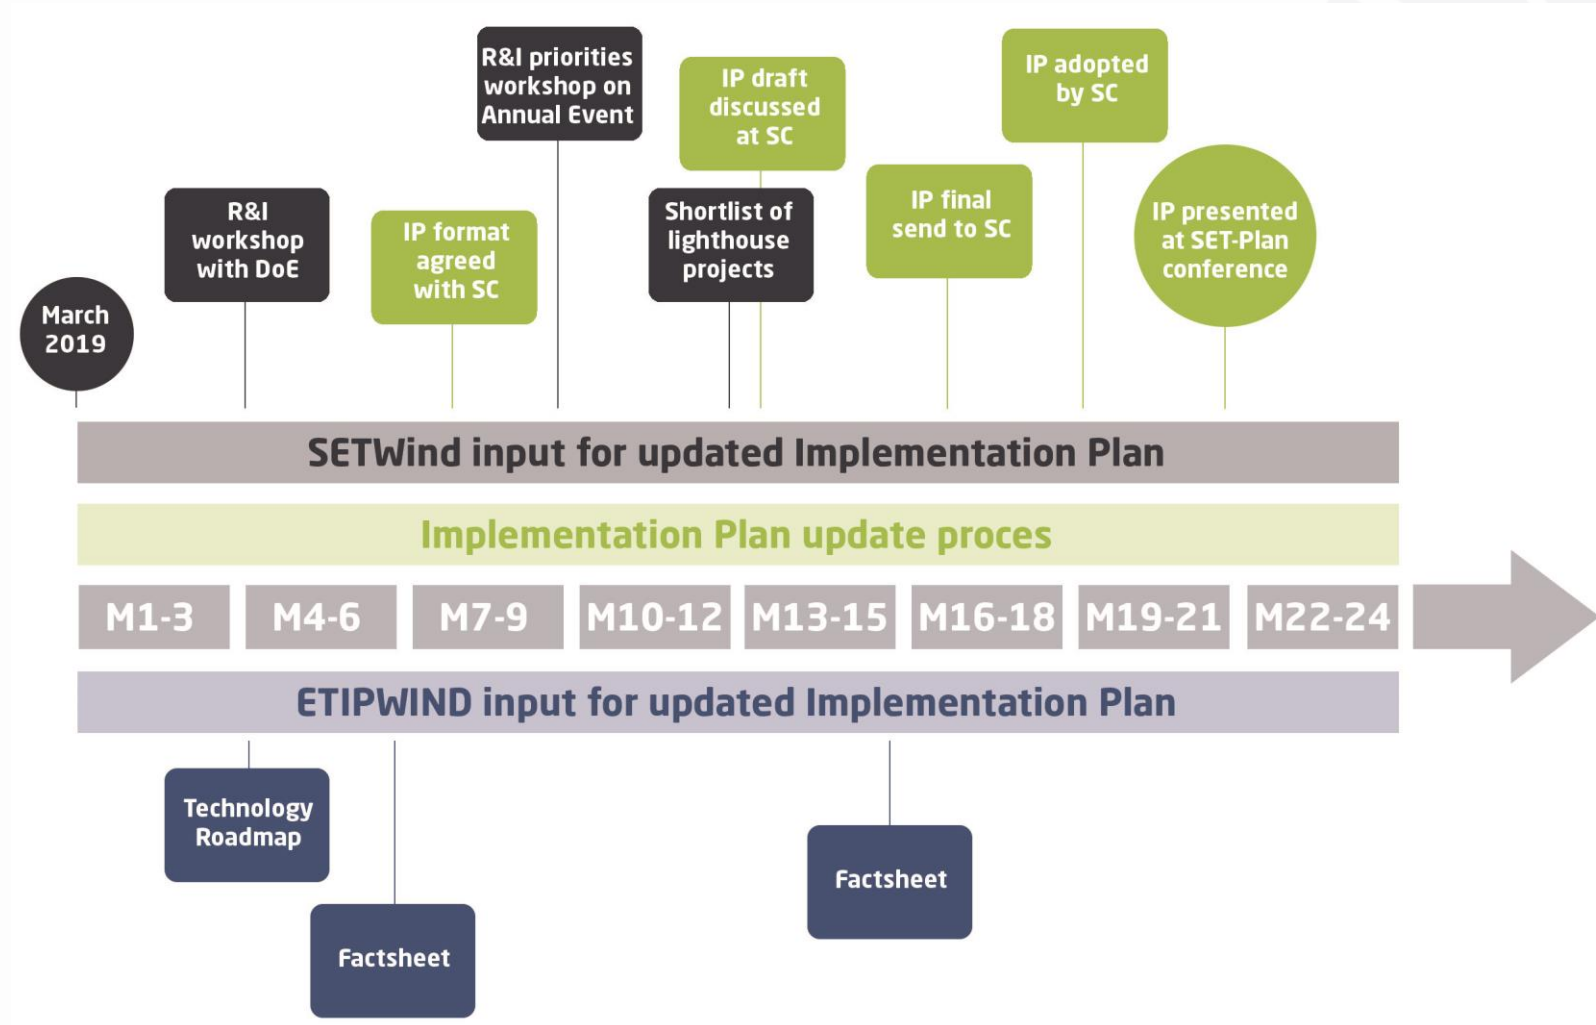 March
2019
R&I
workshop
with DoE
IP format
agreed
with SC
R&I priorities
workshop on
Annual Event
Shortlist of
lighthouse
projects
IP draft
discussed
at SC
IP final
send to SC
IP adopted
by SC
IP presented
at SET-Plan
conference
SETWind input for updated Implementation Plan
Implementation Plan update proces
M1-3 M4-6 M7-9 M10-12 M13-15 M16-18 M19-21 M22-24
ETIPWIND input for updated Implementation Plan
Technology
Roadmap
Factsheet
Factsheet